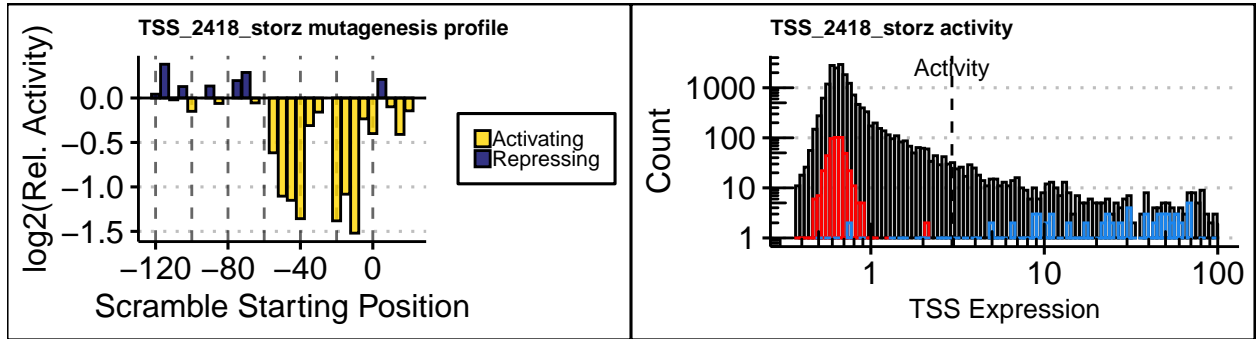 TSS_2418_storz mutagenesis profile
log2(Rel. Activity)
0.0
−0.5
−1.0
−1.5
−120 −80 −40 0
Scramble Starting Position
Activating
Repressing
TSS_2418_storz activity
Activity
Count
1000
100
10
1
1 10 100
TSS Expression